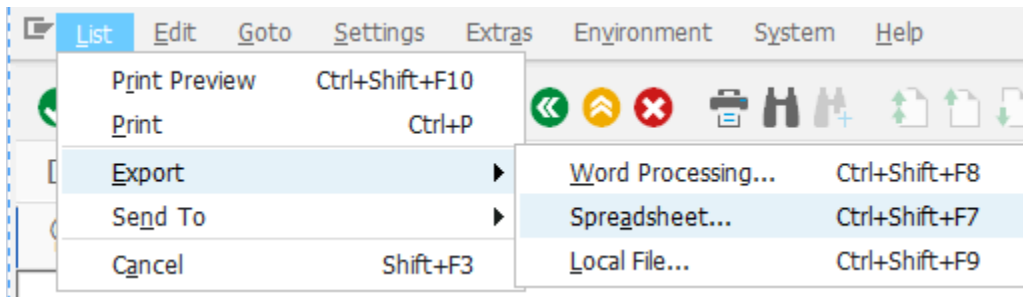 List Edit Goto Settings Extras Environment System Help
Print Preview Ctrl+Shift+F10
Print Ctrl+P
Export
Word Processing... Ctrl+Shift+F8
Send To
Spreadsheet... Ctrl+Shift+F7
Cancel Shift+F3
Local File... Ctrl+Shift+F9